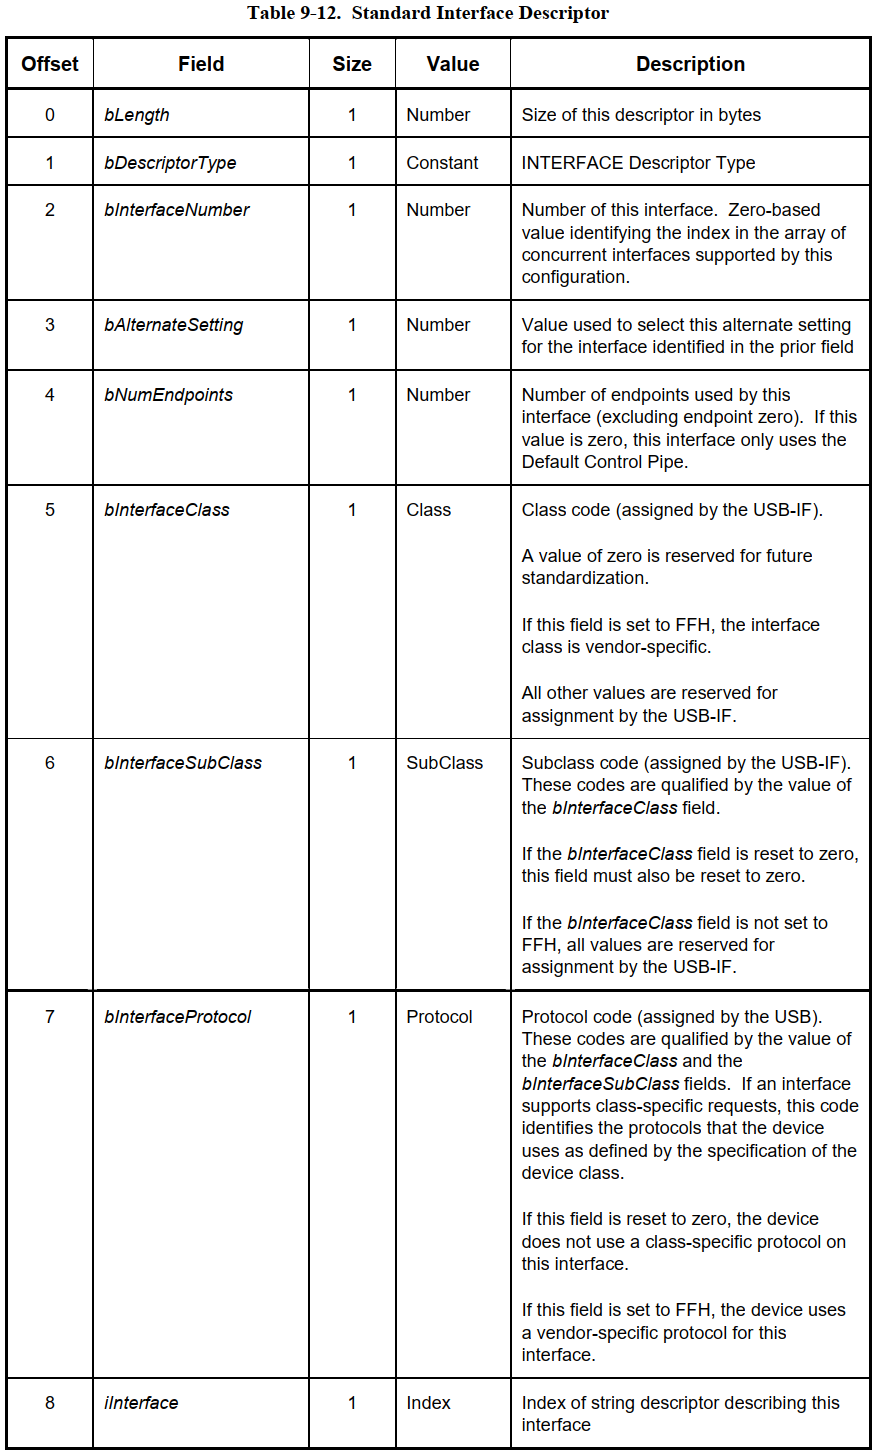 Table 9-12. Standard Interface Descriptor
Offset Field Size Value Description
0 bLength 1 Number Size of this descriptor in bytes
1 bDescriptorType 1 Constant INTERFACE Descriptor Type
2 bInterfaceNumber 1 Number Number of this interface. Zero-based
value identifying the index in the array of
concurrent interfaces supported by this
configuration.
3 bAlternateSetting 1 Number Value used to select this alternate setting
for the interface identified in the prior field
4 bNumEndpoints 1 Number Number of endpoints used by this
interface (excluding endpoint zero). If this
value is zero, this interface only uses the
Default Control Pipe.
5 bInterfaceClass 1 Class Class code (assigned by the USB-IF).
A value of zero is reserved for future
standardization.
If this field is set to FFH, the interface
class is vendor-specific.
All other values are reserved for
assignment by the USB-IF.
6 bInterfaceSubClass 1 SubClass Subclass code (assigned by the USB-IF).
These codes are qualified by the value of
the bInterfaceClass field.
If the bInterfaceClass field is reset to zero,
this field must also be reset to zero.
If the bInterfaceClass field is not set to
FFH, all values are reserved for
assignment by the USB-IF.
7 bInterfaceProtocol 1 Protocol Protocol code (assigned by the USB).
These codes are qualified by the value of
the bInterfaceClass and the
bInterfaceSubClass fields. If an interface
supports class-specific requests, this code
identifies the protocols that the device
uses as defined by the specification of the
device class.
If this field is reset to zero, the device
does not use a class-specific protocol on
this interface.
If this field is set to FFH, the device uses
a vendor-specific protocol for this
interface.
8 iInterface 1 Index Index of string descriptor describing this
interface